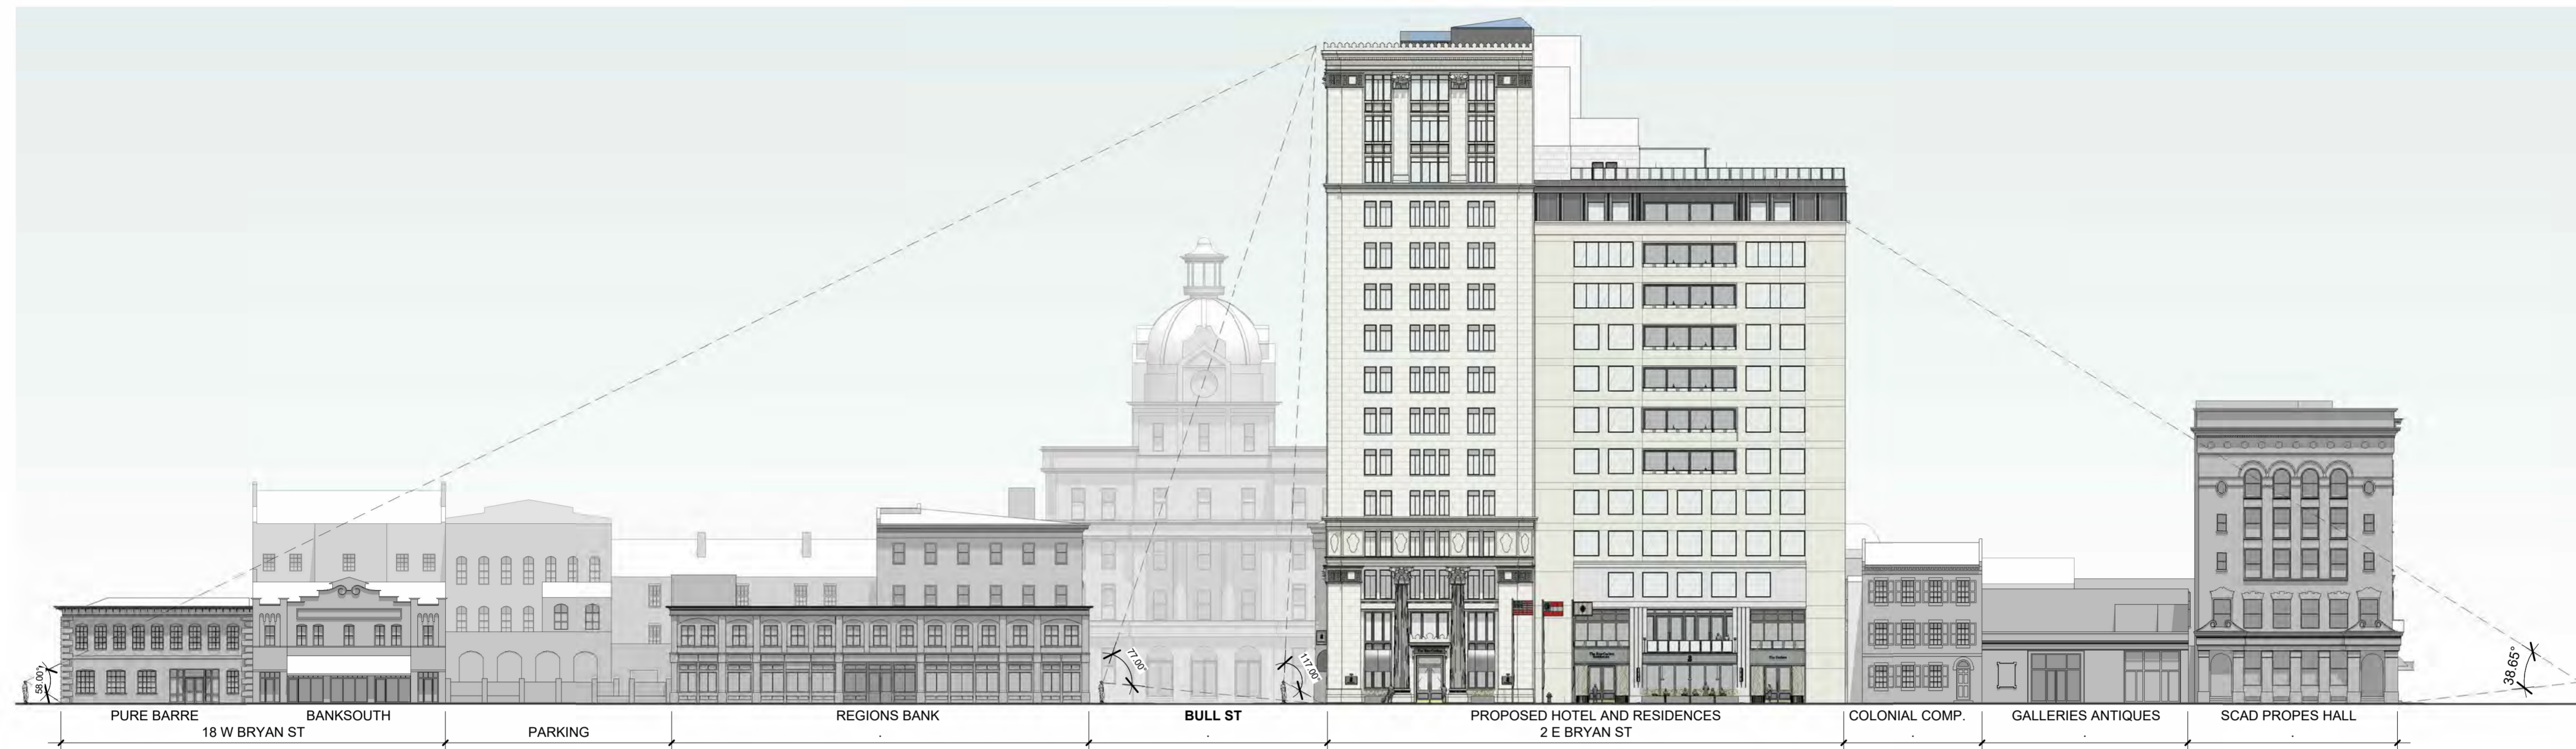 58.00°
77.00°
117.00°
38.65°
PURE BARRE
BANKSOUTH
REGIONS BANK
BULL ST
PROPOSED HOTEL AND RESIDENCES
COLONIAL COMP.
GALLERIES ANTIQUES
SCAD PROPES HALL
18 W BRYAN ST
PARKING
2 E BRYAN ST